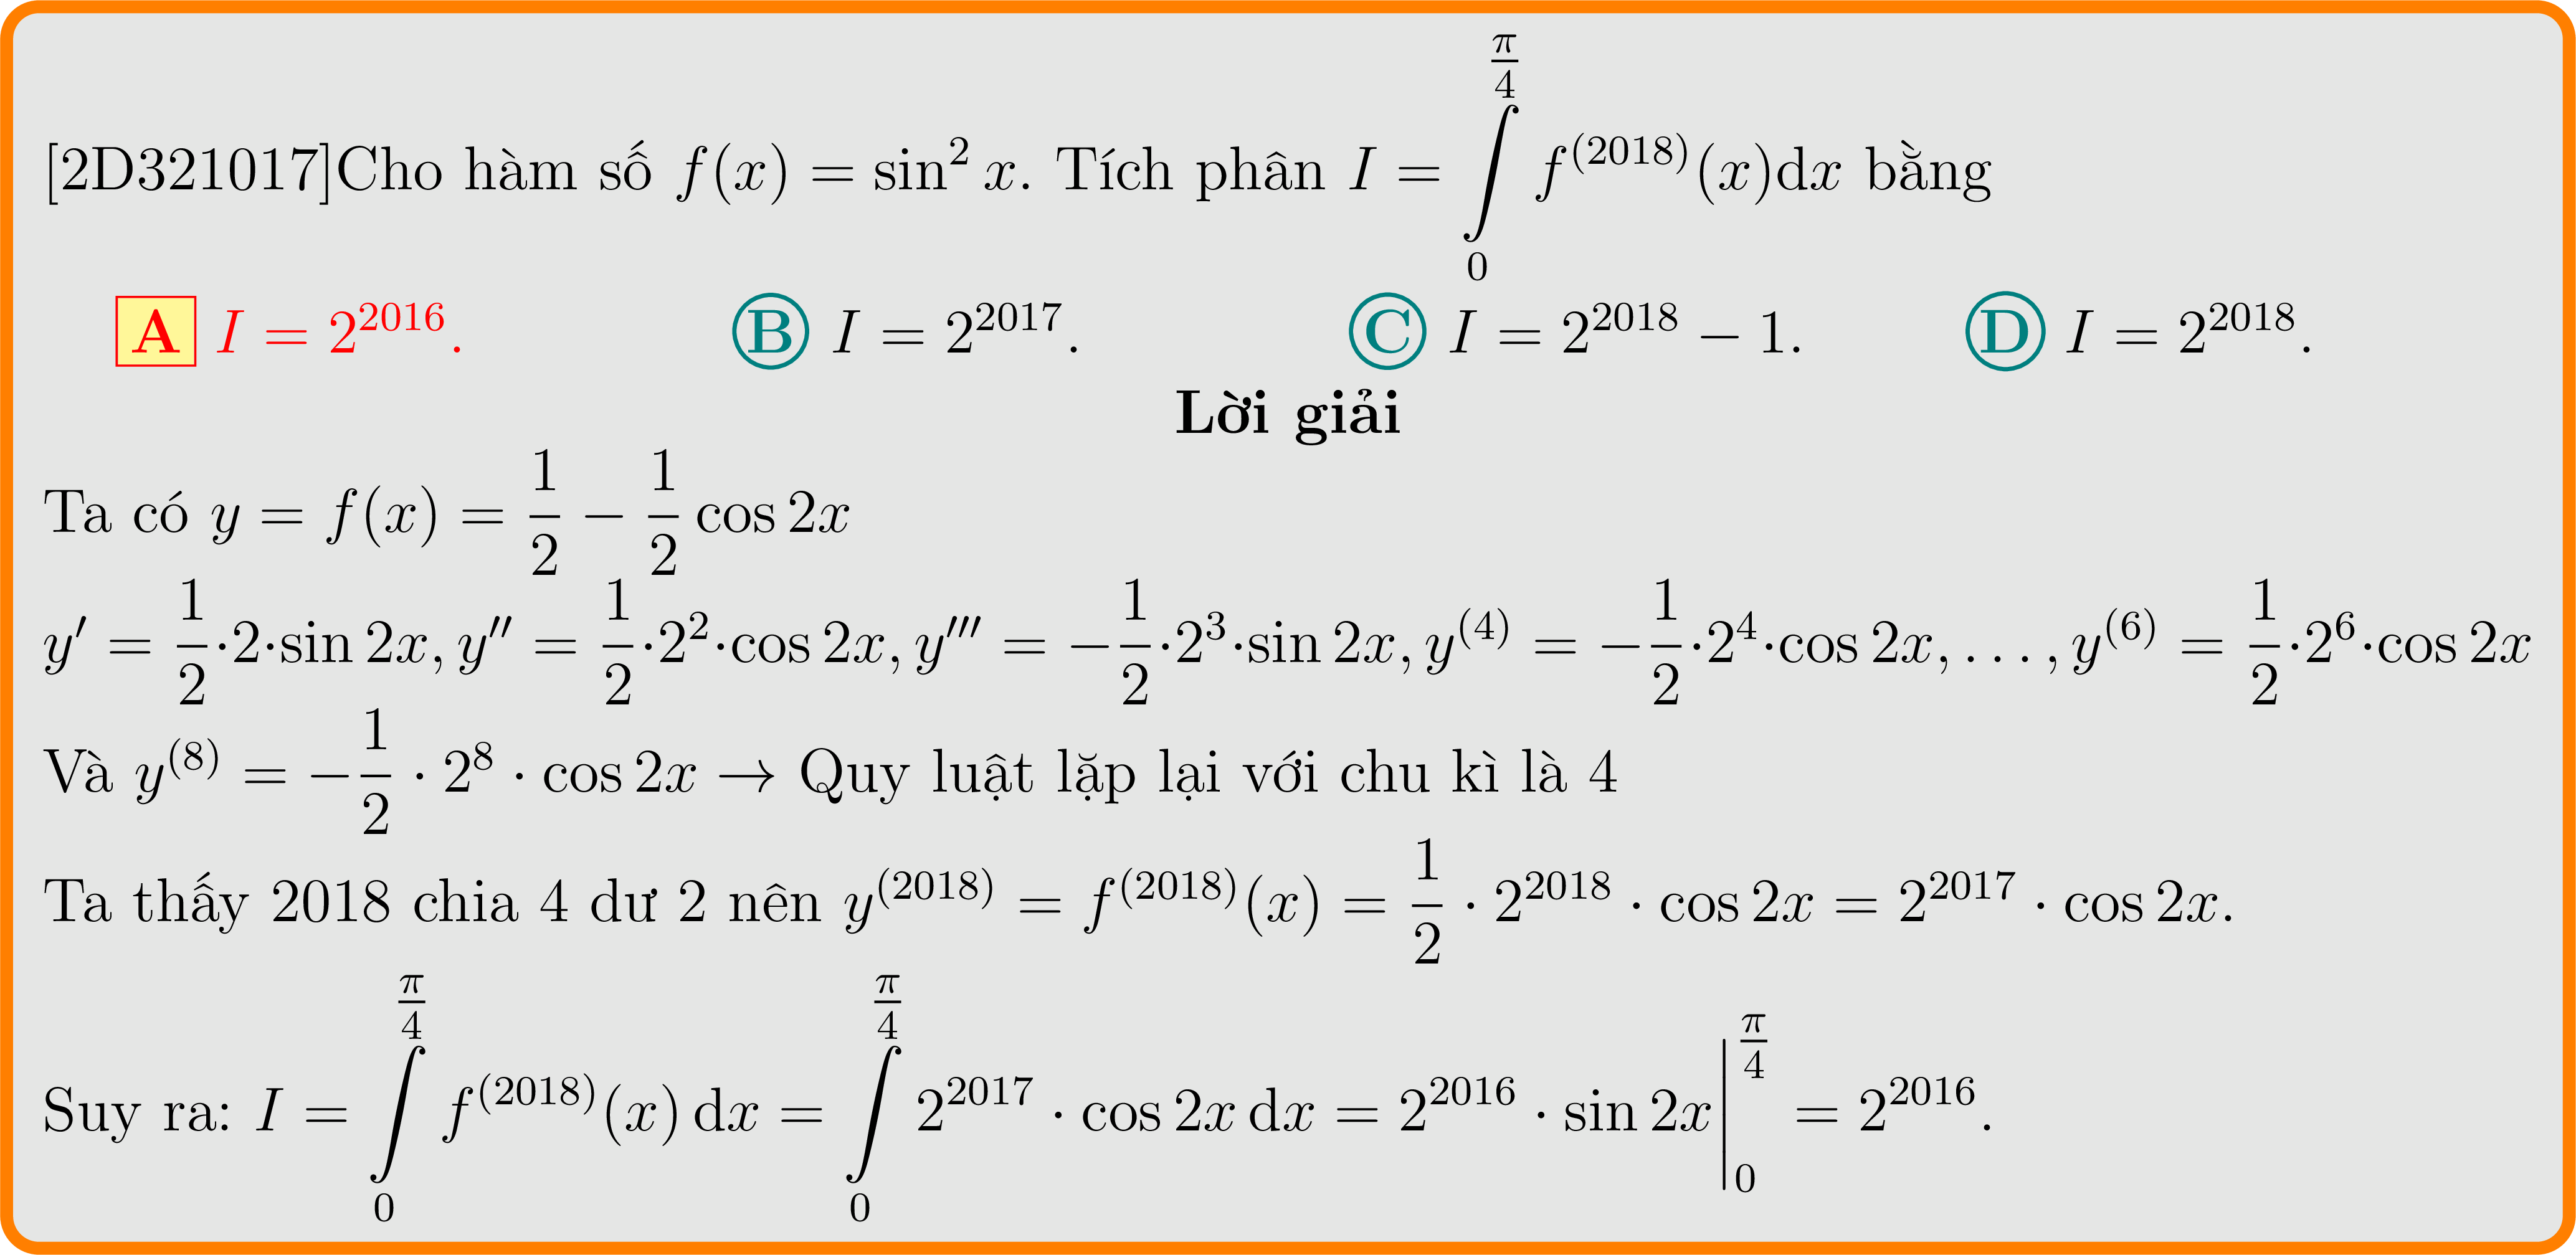 [2D321017]Cho hàm số $f(x) = \sin^2 x$. Tích phân $I = \int\limits_0^{\frac{\pi}{4}} f^{(2018)}(x)\mathrm{d}x$ bằng
A $I = 2^{2016}$. B $I = 2^{2017}$. C $I = 2^{2018} - 1$. D $I = 2^{2018}$.
Lời giải
Ta có $y = f(x) = \frac{1}{2} - \frac{1}{2}\cos 2x$
$y' = \frac{1}{2}\cdot 2\cdot \sin 2x, y'' = \frac{1}{2}\cdot 2^2\cdot \cos 2x, y''' = -\frac{1}{2}\cdot 2^3\cdot \sin 2x, y^{(4)} = -\frac{1}{2}\cdot 2^4\cdot \cos 2x, \ldots, y^{(6)} = \frac{1}{2}\cdot 2^6\cdot \cos 2x$
Và $y^{(8)} = -\frac{1}{2} \cdot 2^8 \cdot \cos 2x \rightarrow$ Quy luật lặp lại với chu kì là 4
Ta thấy 2018 chia 4 dư 2 nên $y^{(2018)} = f^{(2018)}(x) = \frac{1}{2} \cdot 2^{2018} \cdot \cos 2x = 2^{2017} \cdot \cos 2x$.
Suy ra: $I = \int\limits_0^{\frac{\pi}{4}} f^{(2018)}(x)\,\mathrm{d}x = \int\limits_0^{\frac{\pi}{4}} 2^{2017} \cdot \cos 2x\,\mathrm{d}x = 2^{2016} \cdot \sin 2x\Big|_0^{\frac{\pi}{4}} = 2^{2016}$.